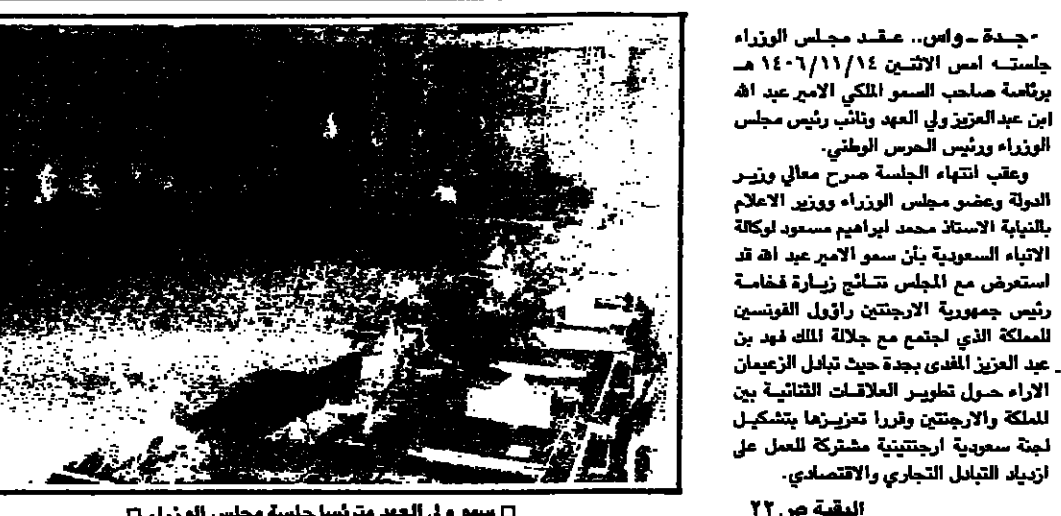 -جدة - واس.. عقد مجلس الوزراء
جلسته امس الاثنين ١٤٠٦/١١/١٤ هـ
برئاسة صاحب السمو الملكي الامير عبد الله
ابن عبدالعزيز ولي العهد ونائب رئيس مجلس
الوزراء ورئيس الحرس الوطني.
وعقب انتهاء الجلسة صرح معالي وزير
الدولة وعضو مجلس الوزراء ووزير الاعلام
بالنيابة الاستاذ محمد ابراهيم مسعود لوكالة
الانباء السعودية بأن سمو الامير عبد الله قد
استعرض مع المجلس نتائج زيارة فخامة
رئيس جمهورية الارجنتين راؤول الفونسين
للمملكة الذي اجتمع مع جلالة الملك فهد بن
عبد العزيز المفدى بجدة حيث تبادل الزعيمان
الاراء حول تطوير العلاقات الثنائية بين
المملكة والارجنتين وقررا تعزيزها بتشكيل
لجنة سعودية ارجنتينية مشتركة للعمل على
ازدياد التبادل التجاري والاقتصادي.
البقية ص ٢٢
□ سمو ولي العهد مترئسا جلسة مجلس الوزراء □